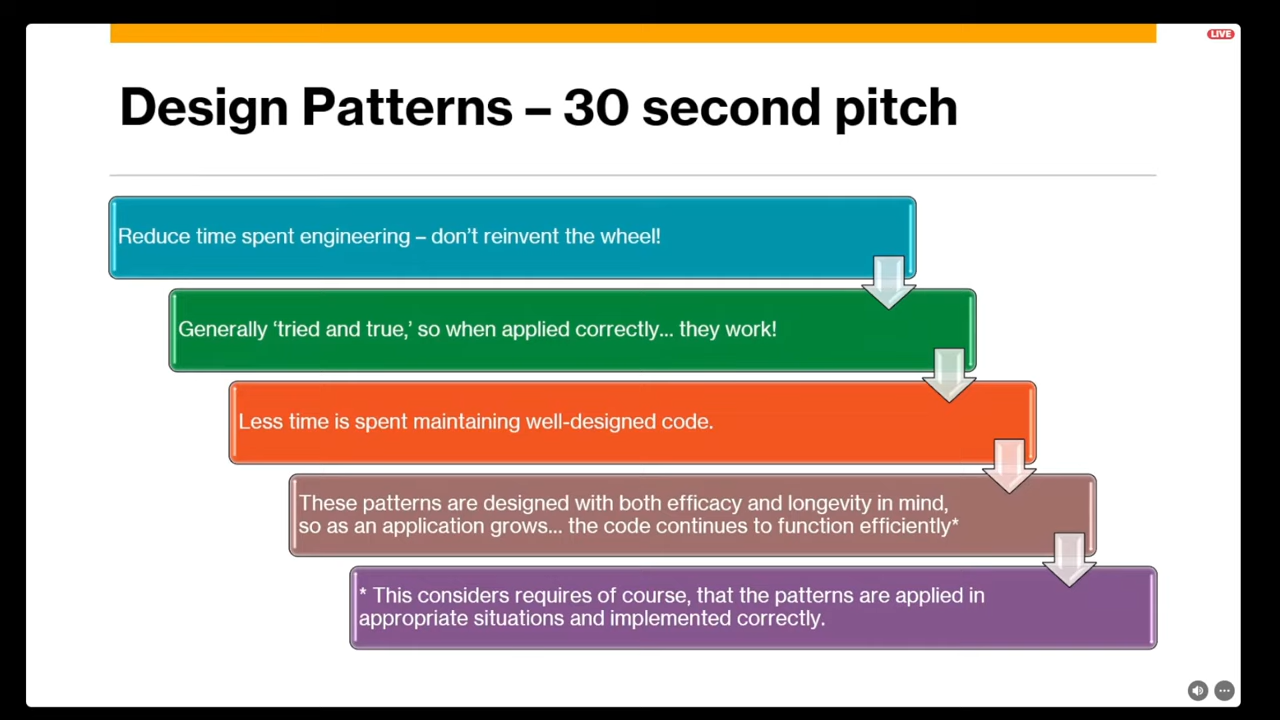 LIVE
Design Patterns – 30 second pitch
Reduce time spent engineering – don’t reinvent the wheel!
Generally ‘tried and true,’ so when applied correctly... they work!
Less time is spent maintaining well-designed code.
These patterns are designed with both efficacy and longevity in mind,
so as an application grows... the code continues to function efficiently*
* This considers requires of course, that the patterns are applied in
appropriate situations and implemented correctly.